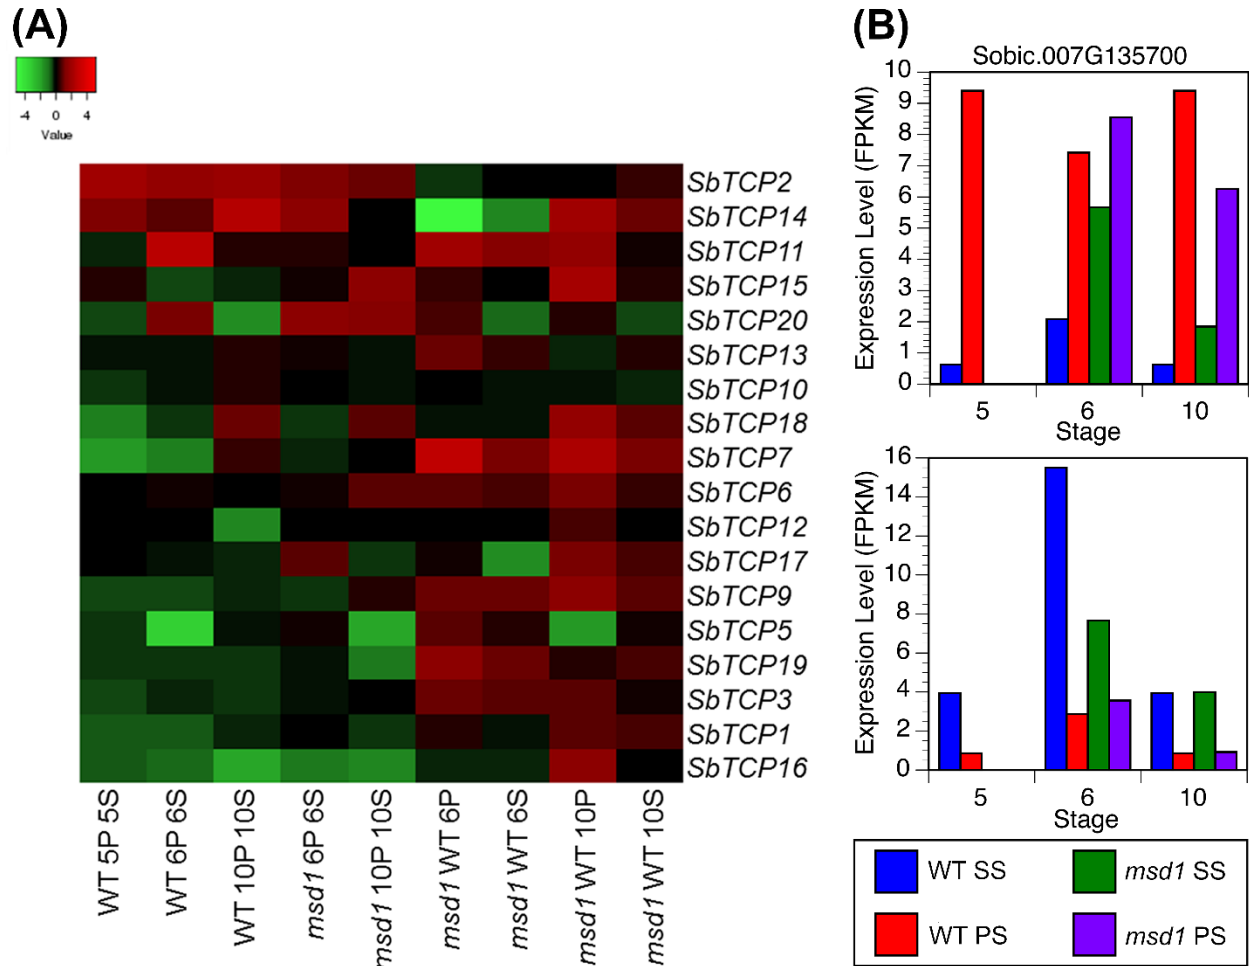 (A)
-4 0 4
Value
SbTCP2
SbTCP14
SbTCP11
SbTCP15
SbTCP20
SbTCP13
SbTCP10
SbTCP18
SbTCP7
SbTCP6
SbTCP12
SbTCP17
SbTCP9
SbTCP5
SbTCP19
SbTCP3
SbTCP1
SbTCP16
WT 5P 5S
WT 6P 6S
WT 10P 10S
msd1 6P 6S
msd1 10P 10S
msd1 WT 6P
msd1 WT 6S
msd1 WT 10P
msd1 WT 10S
(B)
Sobic.007G135700
Expression Level (FPKM)
10
9
8
7
6
5
4
3
2
1
0
5 6 10
Stage
Expression Level (FPKM)
16
14
12
10
8
6
4
2
0
5 6 10
Stage
WT SS
msd1 SS
WT PS
msd1 PS